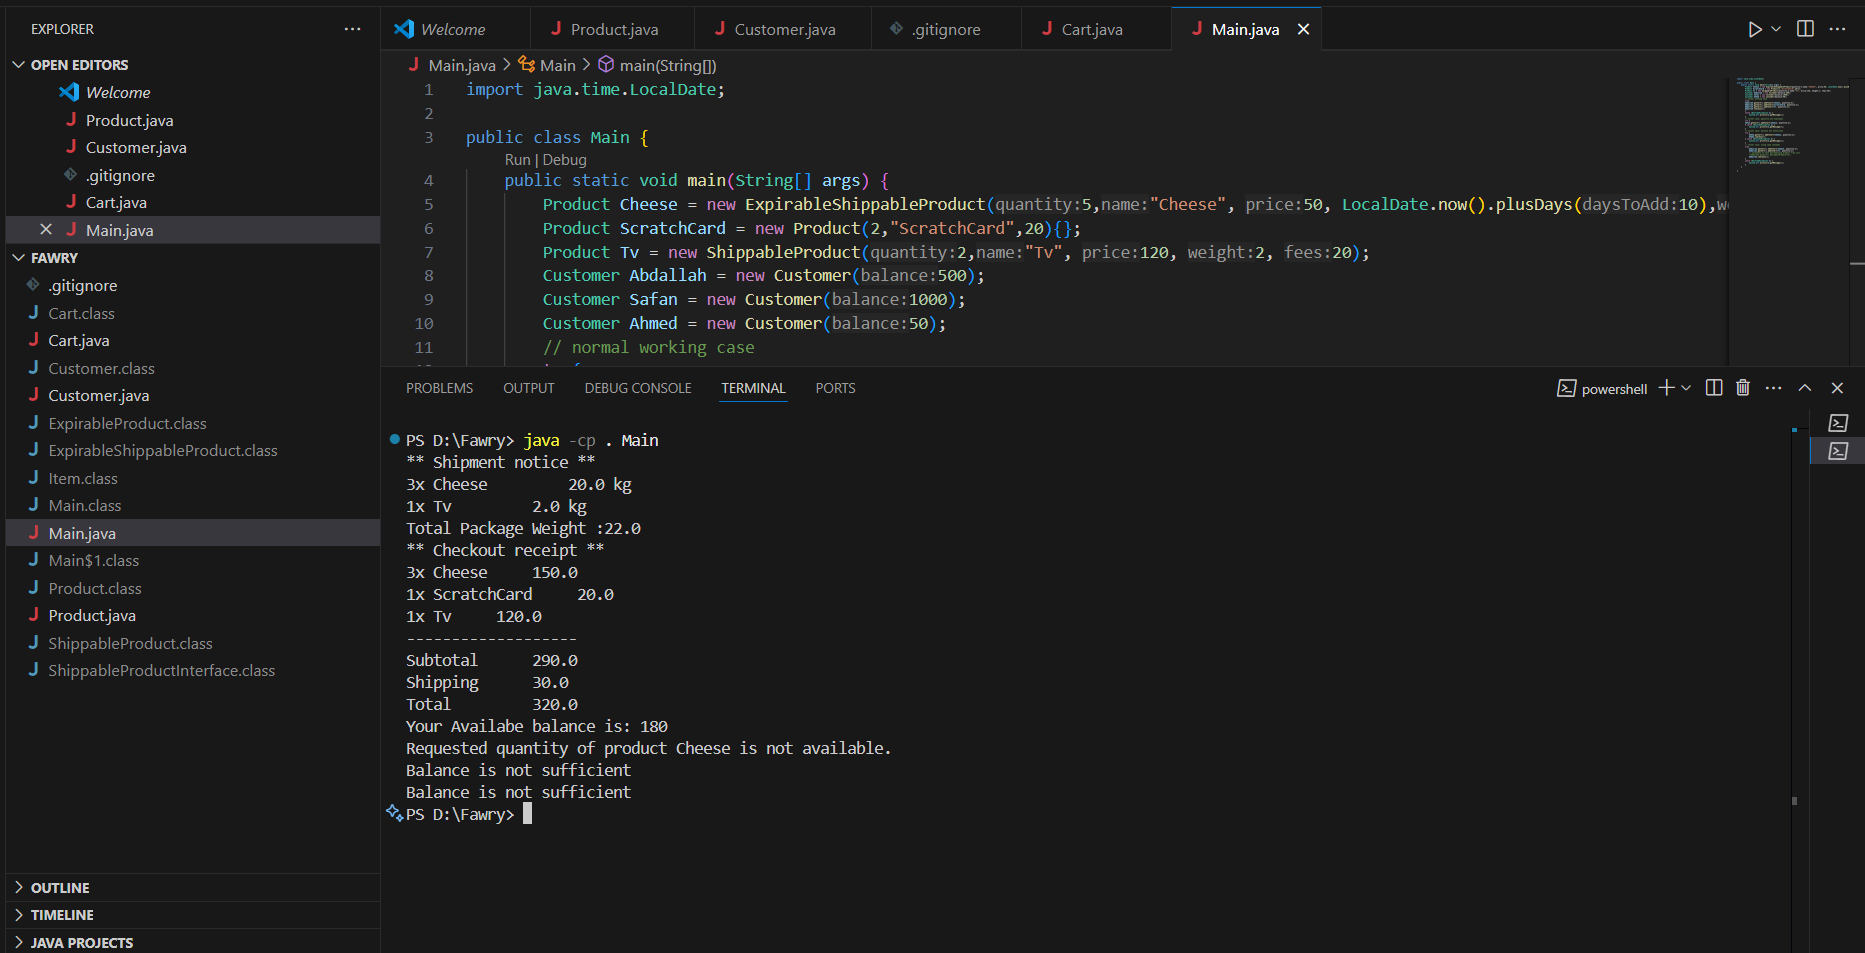 EXPLORER
OPEN EDITORS
Welcome
Product.java
Customer.java
.gitignore
Cart.java
Main.java
FAWRY
.gitignore
Cart.class
Cart.java
Customer.class
Customer.java
ExpirableProduct.class
ExpirableShippableProduct.class
Item.class
Main.class
Main.java
Main$1.class
Product.class
Product.java
ShippableProduct.class
ShippableProductInterface.class
OUTLINE
TIMELINE
JAVA PROJECTS
Welcome Product.java Customer.java .gitignore Cart.java Main.java
Main.java > Main > main(String[])
1 import java.time.LocalDate;
2
3 public class Main {
Run | Debug
4 public static void main(String[] args) {
5 Product Cheese = new ExpirableShippableProduct(quantity:5,name:"Cheese", price:50, LocalDate.now().plusDays(daysToAdd:10),
6 Product ScratchCard = new Product(2,"ScratchCard",20){};
7 Product Tv = new ShippableProduct(quantity:2,name:"Tv", price:120, weight:2, fees:20);
8 Customer Abdallah = new Customer(balance:500);
9 Customer Safan = new Customer(balance:1000);
10 Customer Ahmed = new Customer(balance:50);
11 // normal working case
PROBLEMS OUTPUT DEBUG CONSOLE TERMINAL PORTS powershell
PS D:\Fawry> java -cp . Main
** Shipment notice **
3x Cheese 20.0 kg
1x Tv 2.0 kg
Total Package Weight :22.0
** Checkout receipt **
3x Cheese 150.0
1x ScratchCard 20.0
1x Tv 120.0
-------------------
Subtotal 290.0
Shipping 30.0
Total 320.0
Your Availabe balance is: 180
Requested quantity of product Cheese is not available.
Balance is not sufficient
Balance is not sufficient
PS D:\Fawry>